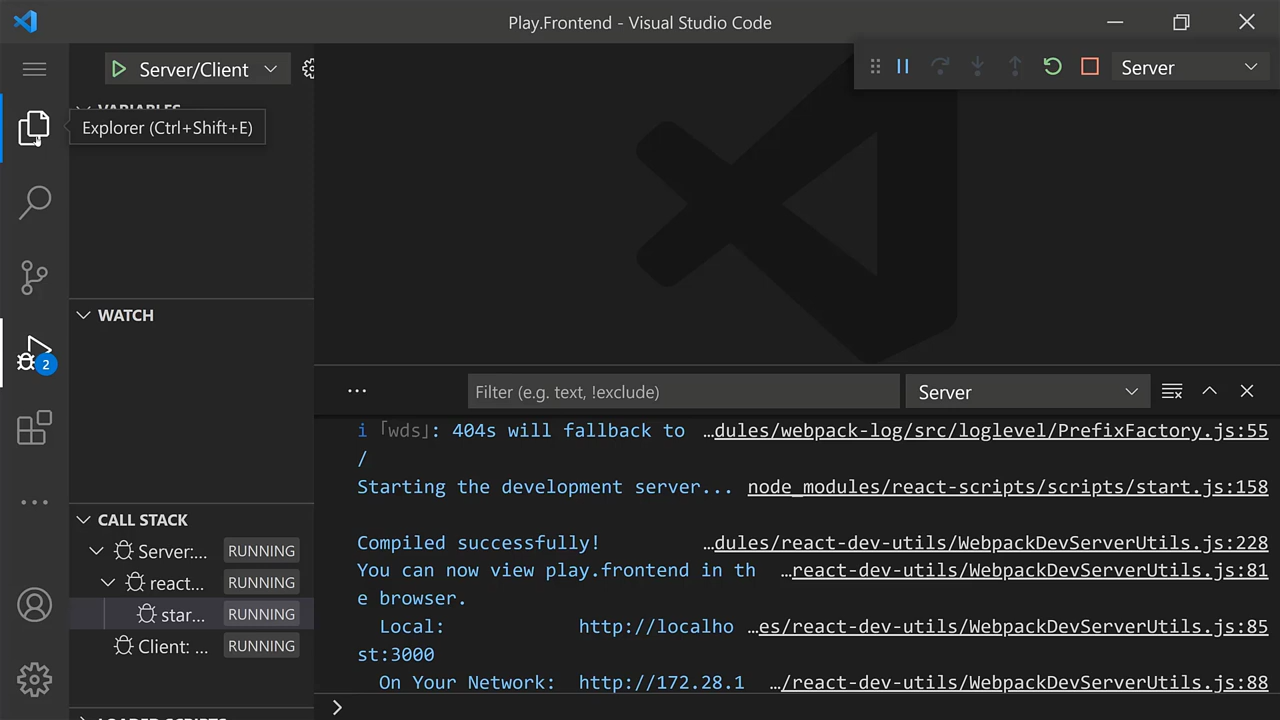 Play.Frontend - Visual Studio Code
Server/Client
Server
VARIABLES
Explorer (Ctrl+Shift+E)
WATCH
2
Filter (e.g. text, !exclude)
Server
i ｢wds｣: 404s will fallback to …dules/webpack-log/src/loglevel/PrefixFactory.js:55
/
Starting the development server... node_modules/react-scripts/scripts/start.js:158
Compiled successfully! …dules/react-dev-utils/WebpackDevServerUtils.js:228
You can now view play.frontend in th …react-dev-utils/WebpackDevServerUtils.js:81
e browser.
Local: http://localho …es/react-dev-utils/WebpackDevServerUtils.js:85
st:3000
On Your Network: http://172.28.1 …/react-dev-utils/WebpackDevServerUtils.js:88
CALL STACK
Server:... RUNNING
react... RUNNING
star... RUNNING
Client: ... RUNNING
LOADED SCRIPTS